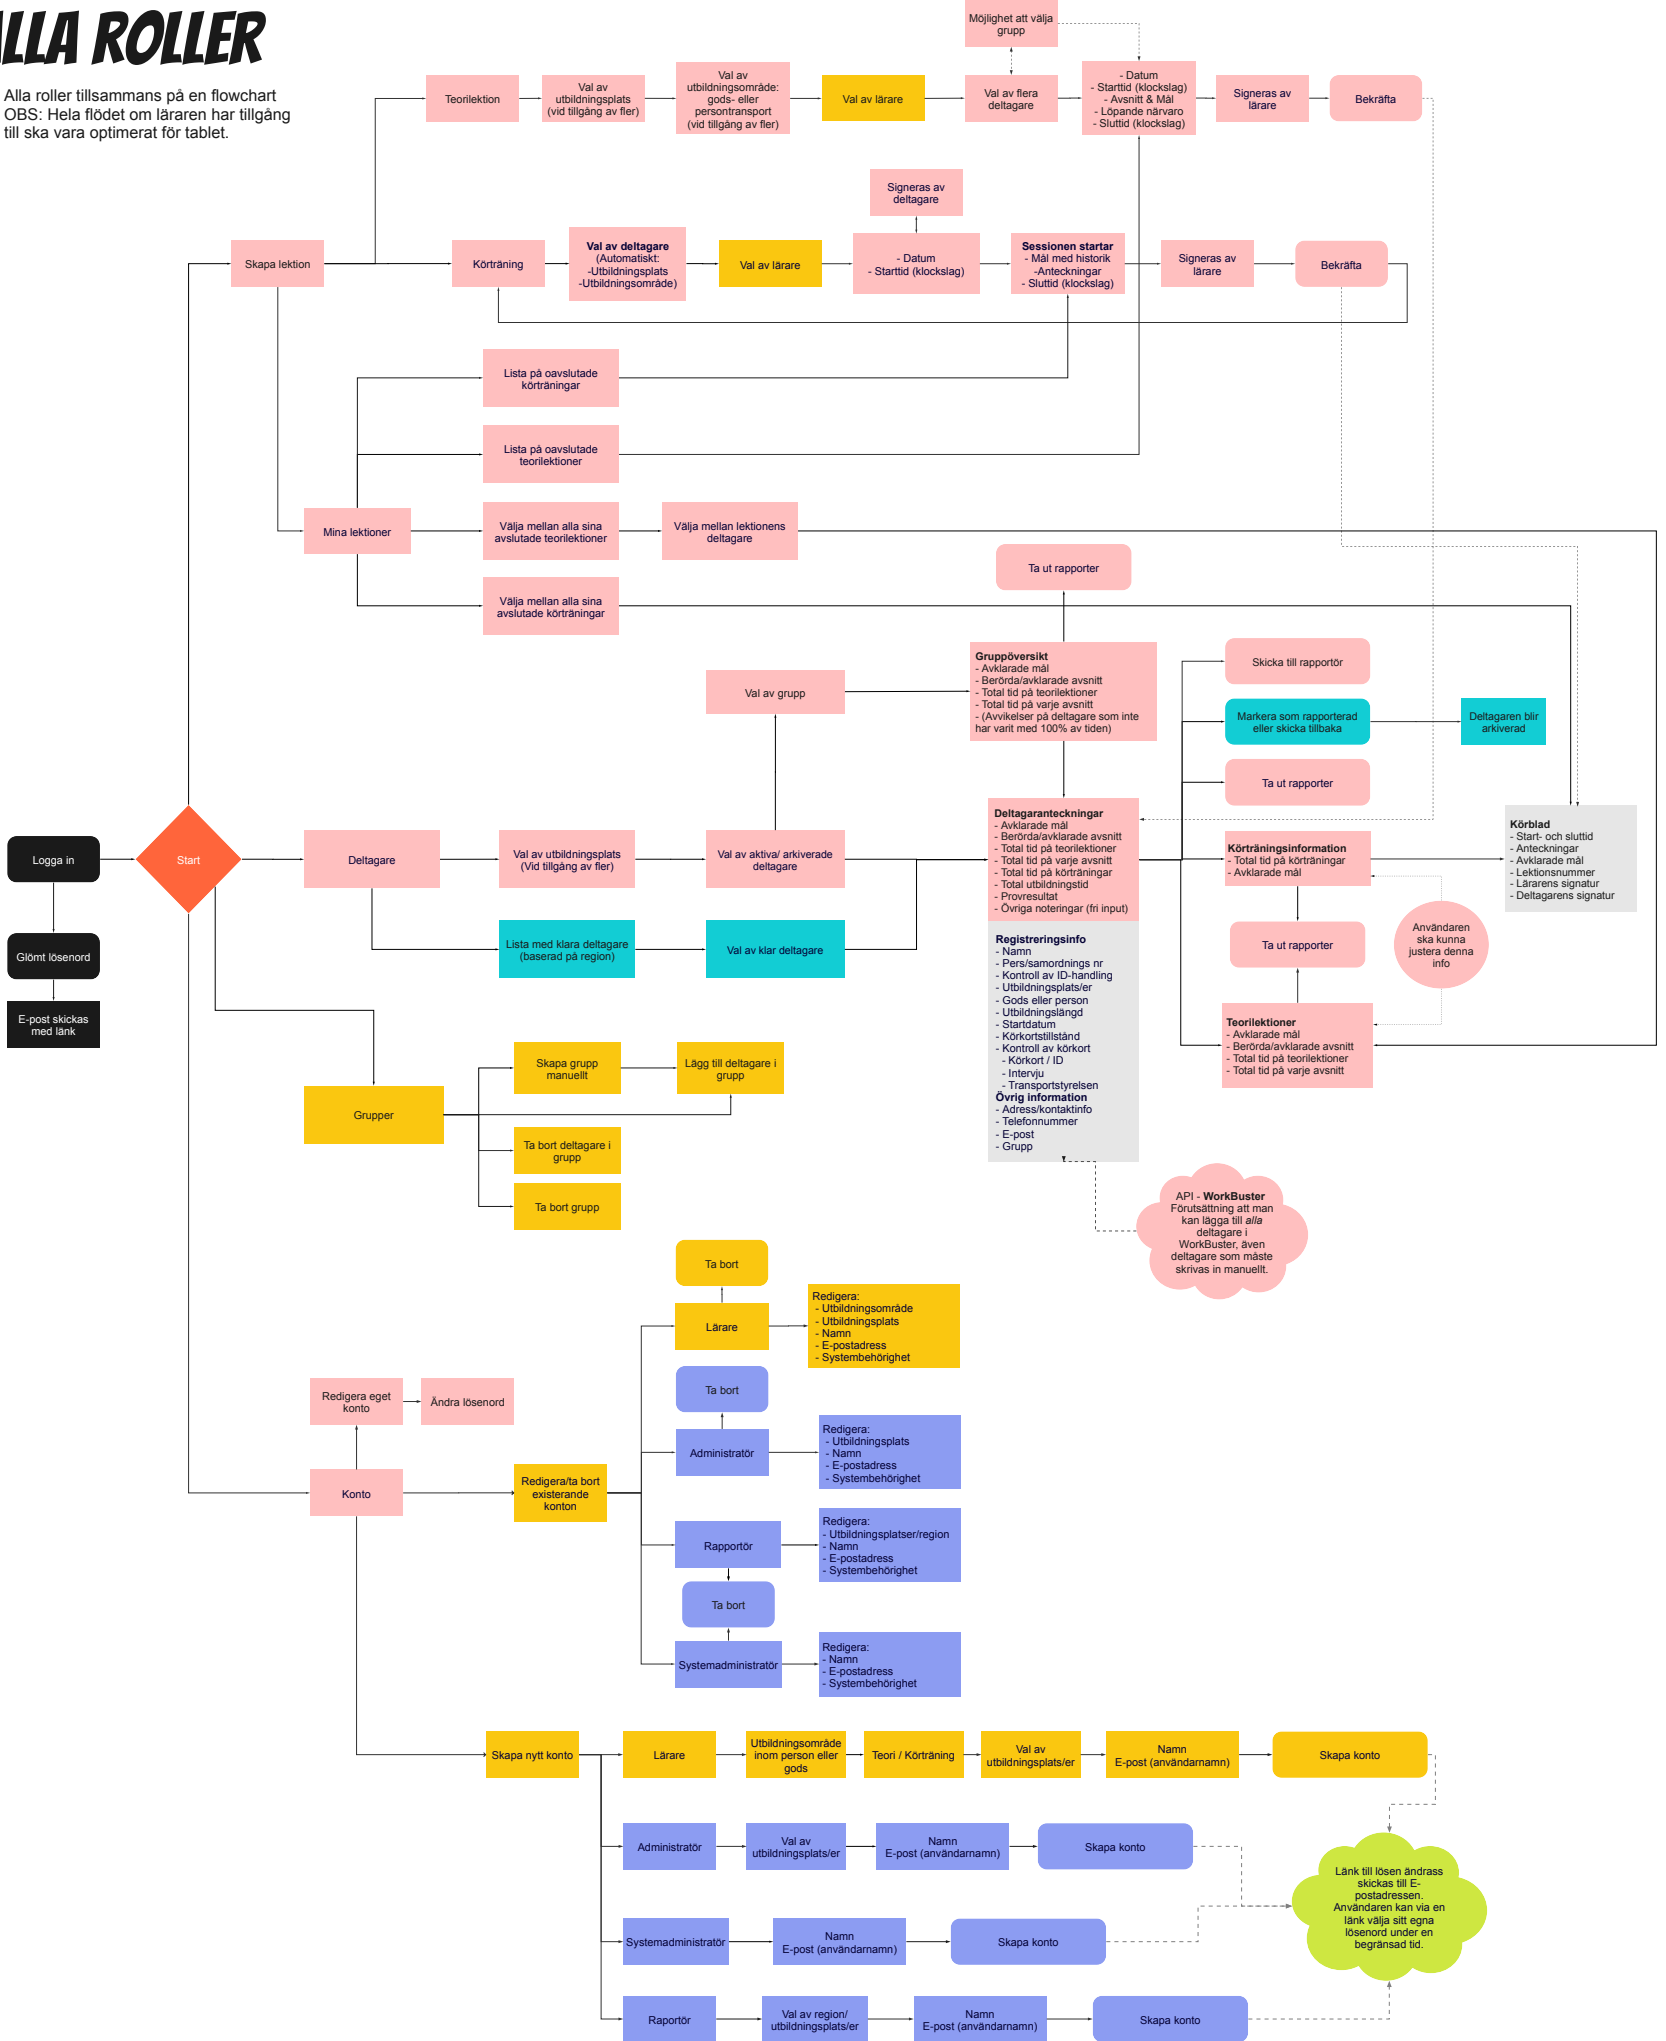 ALLA ROLLER
Alla roller tillsammans på en flowchart
OBS: Hela flödet om läraren har tillgång
till ska vara optimerat för tablet.
Möjlighet att välja
grupp
Teorilektion
Val av
utbildningsplats
(vid tillgång av fler)
Val av
utbildningsområde:
gods- eller
persontransport
(vid tillgång av fler)
Val av lärare
Val av flera
deltagare
- Datum
- Starttid (klockslag)
- Avsnitt & Mål
- Löpande närvaro
- Sluttid (klockslag)
Signeras av
lärare
Bekräfta
Signeras av
deltagare
Skapa lektion
Körträning
Val av deltagare
(Automatiskt:
-Utbildningsplats
-Utbildningsområde)
Val av lärare
- Datum
- Starttid (klockslag)
Sessionen startar
- Mål med historik
-Anteckningar
- Sluttid (klockslag)
Signeras av
lärare
Bekräfta
Lista på oavslutade
körträningar
Lista på oavslutade
teorilektioner
Mina lektioner
Välja mellan alla sina
avslutade teorilektioner
Välja mellan lektionens
deltagare
Välja mellan alla sina
avslutade körträningar
Ta ut rapporter
Gruppöversikt
- Avklarade mål
- Berörda/avklarade avsnitt
- Total tid på teorilektioner
- Total tid på varje avsnitt
- (Avvikelser på deltagare som inte
har varit med 100% av tiden)
Val av grupp
Skicka till rapportör
Markera som rapporterad
eller skicka tillbaka
Deltagaren blir
arkiverad
Ta ut rapporter
Logga in
Start
Deltagare
Val av utbildningsplats
(Vid tillgång av fler)
Val av aktiva/ arkiverade
deltagare
Deltagaranteckningar
- Avklarade mål
- Berörda/avklarade avsnitt
- Total tid på teorilektioner
- Total tid på varje avsnitt
- Total tid på körträningar
- Total utbildningstid
- Provresultat
- Övriga noteringar (fri input)
Körträningsinformation
- Total tid på körträningar
- Avklarade mål
Körblad
- Start- och sluttid
- Anteckningar
- Avklarade mål
- Lektionsnummer
- Lärarens signatur
- Deltagarens signatur
Glömt lösenord
Lista med klara deltagare
(baserad på region)
Val av klar deltagare
Ta ut rapporter
Användaren
ska kunna
justera denna
info
E-post skickas
med länk
Registreringsinfo
- Namn
- Pers/samordnings nr
- Kontroll av ID-handling
- Utbildningsplats/er
- Gods eller person
- Utbildningslängd
- Startdatum
- Körkortstillstånd
- Kontroll av körkort
- Körkort / ID
- Intervju
- Transportstyrelsen
Övrig information
- Adress/kontaktinfo
- Telefonnummer
- E-post
- Grupp
Teorilektioner
- Avklarade mål
- Berörda/avklarade avsnitt
- Total tid på teorilektioner
- Total tid på varje avsnitt
Grupper
Skapa grupp
manuellt
Lägg till deltagare i
grupp
Ta bort deltagare i
grupp
Ta bort grupp
API - WorkBuster
Förutsättning att man
kan lägga till alla
deltagare i
WorkBuster, även
deltagare som måste
skrivas in manuellt.
Ta bort
Lärare
Redigera:
- Utbildningsområde
- Utbildningsplats
- Namn
- E-postadress
- Systembehörighet
Ta bort
Redigera eget
konto
Ändra lösenord
Administratör
Redigera:
- Utbildningsplats
- Namn
- E-postadress
- Systembehörighet
Konto
Redigera/ta bort
existerande
konton
Rapportör
Redigera:
- Utbildningsplatser/region
- Namn
- E-postadress
- Systembehörighet
Ta bort
Systemadministratör
Redigera:
- Namn
- E-postadress
- Systembehörighet
Skapa nytt konto
Lärare
Utbildningsområde
inom person eller
gods
Teori / Körträning
Val av
utbildningsplats/er
Namn
E-post (användarnamn)
Skapa konto
Administratör
Val av
utbildningsplats/er
Namn
E-post (användarnamn)
Skapa konto
Länk till lösen ändrass
skickas till E-
postadressen.
Användaren kan via en
länk välja sitt egna
lösenord under en
begränsad tid.
Systemadministratör
Namn
E-post (användarnamn)
Skapa konto
Raportör
Val av region/
utbildningsplats/er
Namn
E-post (användarnamn)
Skapa konto